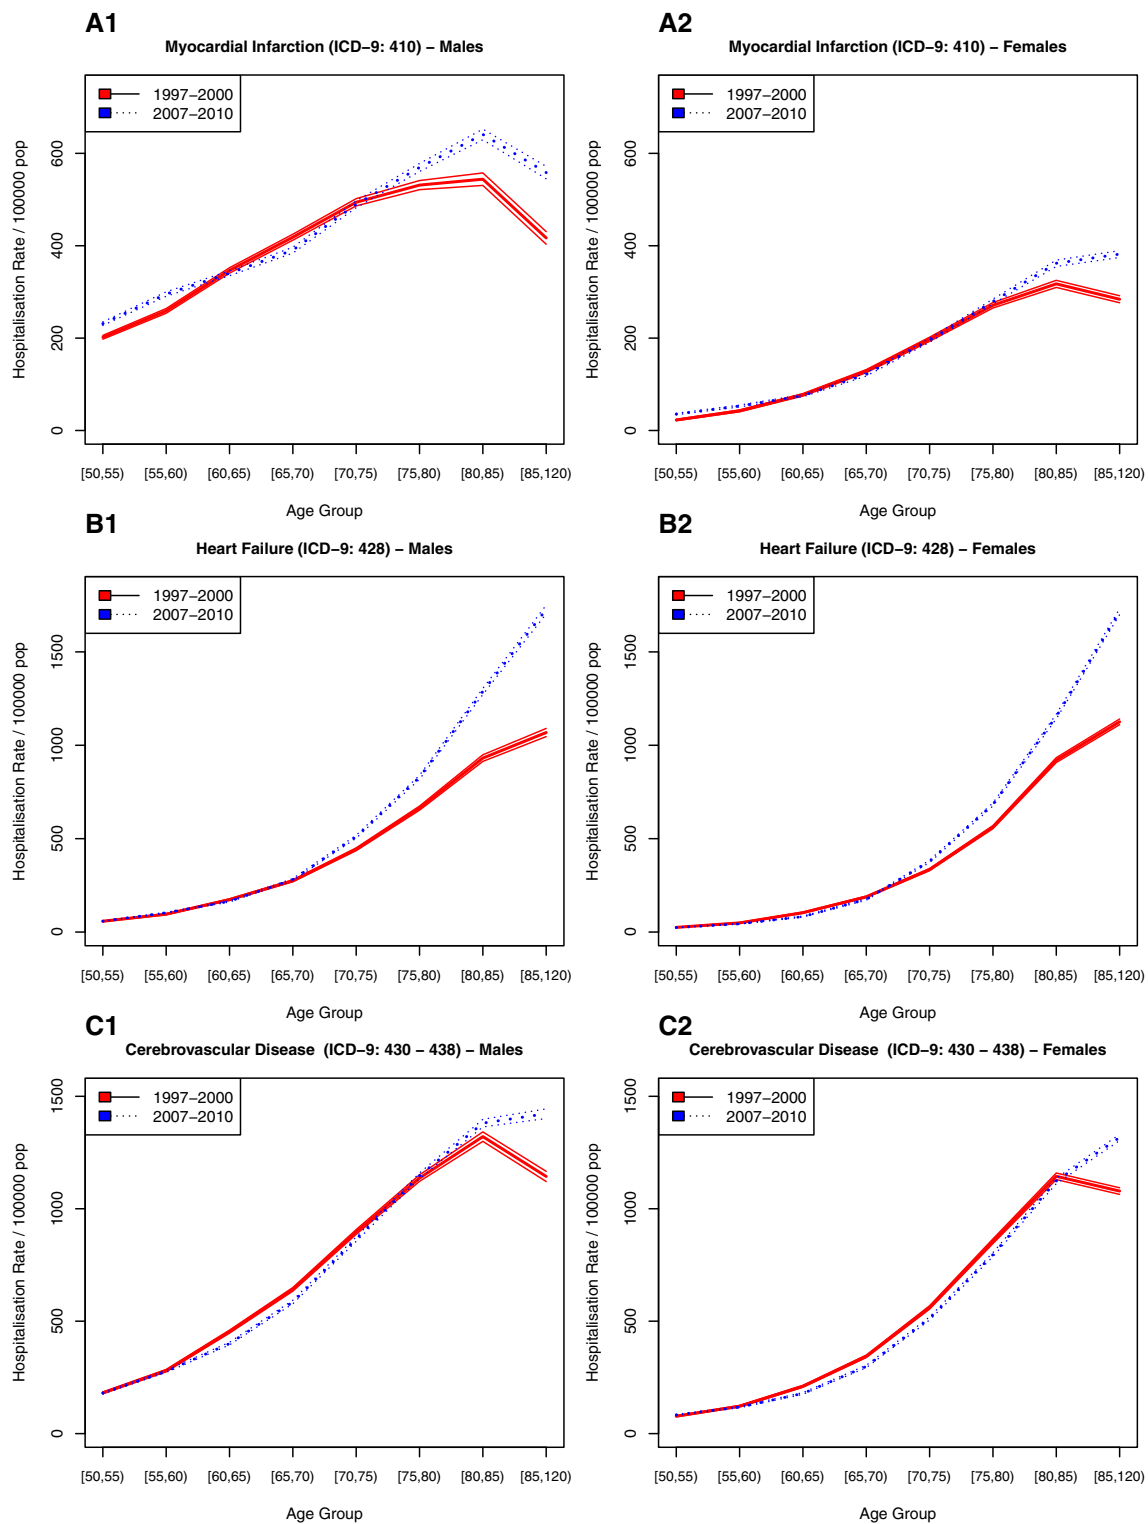 A1
Myocardial Infarction (ICD−9: 410) − Males
1997−2000
2007−2010
Hospitalisation Rate / 100000 pop
0 200 400 600
[50,55) [55,60) [60,65) [65,70) [70,75) [75,80) [80,85) [85,120)
Age Group
A2
Myocardial Infarction (ICD−9: 410) − Females
1997−2000
2007−2010
Hospitalisation Rate / 100000 pop
0 200 400 600
[50,55) [55,60) [60,65) [65,70) [70,75) [75,80) [80,85) [85,120)
Age Group
B1
Heart Failure (ICD−9: 428) − Males
1997−2000
2007−2010
Hospitalisation Rate / 100000 pop
0 500 1000 1500
[50,55) [55,60) [60,65) [65,70) [70,75) [75,80) [80,85) [85,120)
Age Group
B2
Heart Failure (ICD−9: 428) − Females
1997−2000
2007−2010
Hospitalisation Rate / 100000 pop
0 500 1000 1500
[50,55) [55,60) [60,65) [65,70) [70,75) [75,80) [80,85) [85,120)
Age Group
C1
Cerebrovascular Disease (ICD−9: 430 − 438) − Males
1997−2000
2007−2010
Hospitalisation Rate / 100000 pop
0 500 1000 1500
[50,55) [55,60) [60,65) [65,70) [70,75) [75,80) [80,85) [85,120)
Age Group
C2
Cerebrovascular Disease (ICD−9: 430 − 438) − Females
1997−2000
2007−2010
Hospitalisation Rate / 100000 pop
0 500 1000 1500
[50,55) [55,60) [60,65) [65,70) [70,75) [75,80) [80,85) [85,120)
Age Group